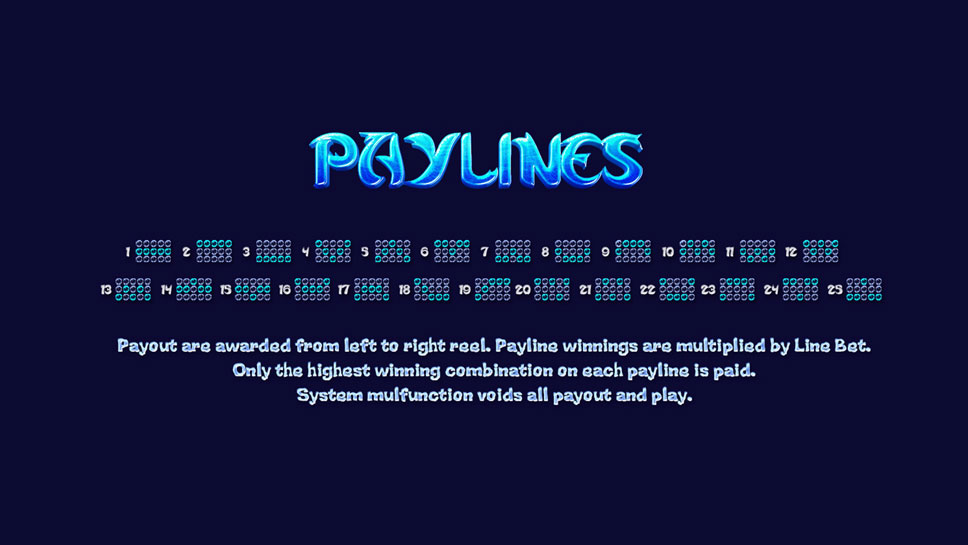 PAYLINES
1 2 3 4 5 6 7 8 9 10 11 12
13 14 15 16 17 18 19 20 21 22 23 24 25
Payout are awarded from left to right reel. Payline winnings are multiplied by Line Bet.
Only the highest winning combination on each payline is paid.
System mulfunction voids all payout and play.